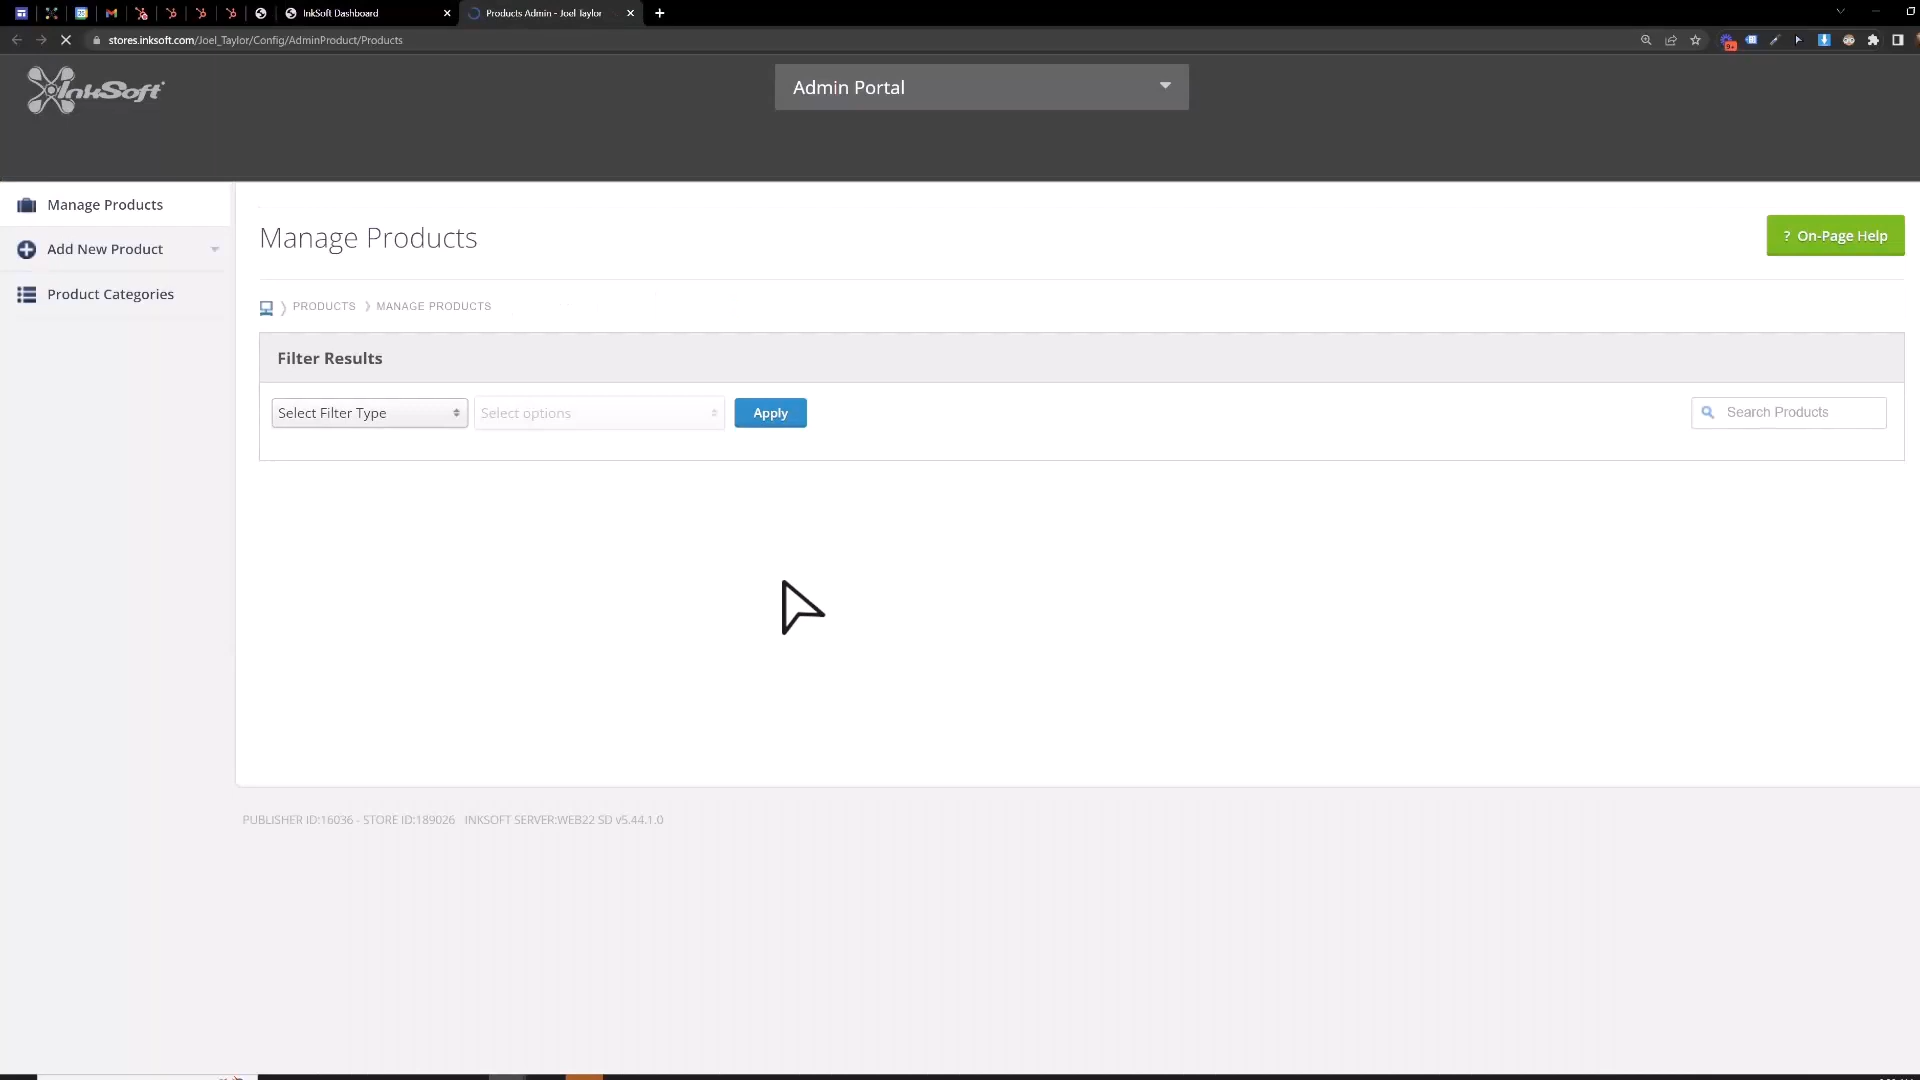 InkSoft Dashboard
Products Admin - Joel Taylor
stores.inksoft.com/Joel_Taylor/Config/AdminProduct/Products
InkSoft
Admin Portal
Manage Products
Add New Product
Product Categories
Manage Products
? On-Page Help
PRODUCTS
MANAGE PRODUCTS
Filter Results
Select Filter Type
Select options
Apply
Search Products
PUBLISHER ID:16036 - STORE ID:189026 INKSOFT SERVER:WEB22 SD v5.44.1.0